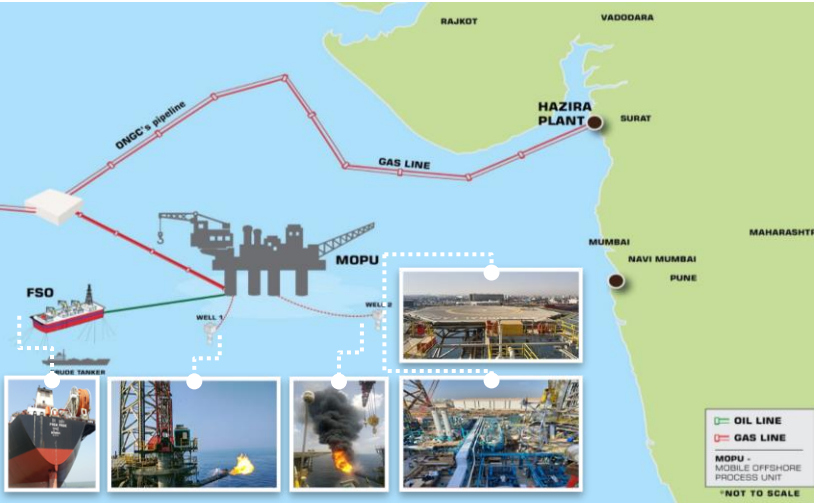 RAJKOT
VADODARA
HAZIRA
PLANT
SURAT
ONGC's pipeline
GAS LINE
MAHARASHTR
MUMBAI
NAVI MUMBAI
PUNE
MOPU
FSO
WELL 1
WELL 2
RUDE TANKER
OIL LINE
GAS LINE
MOPU -
MOBILE OFFSHORE
PROCESS UNIT
*NOT TO SCALE